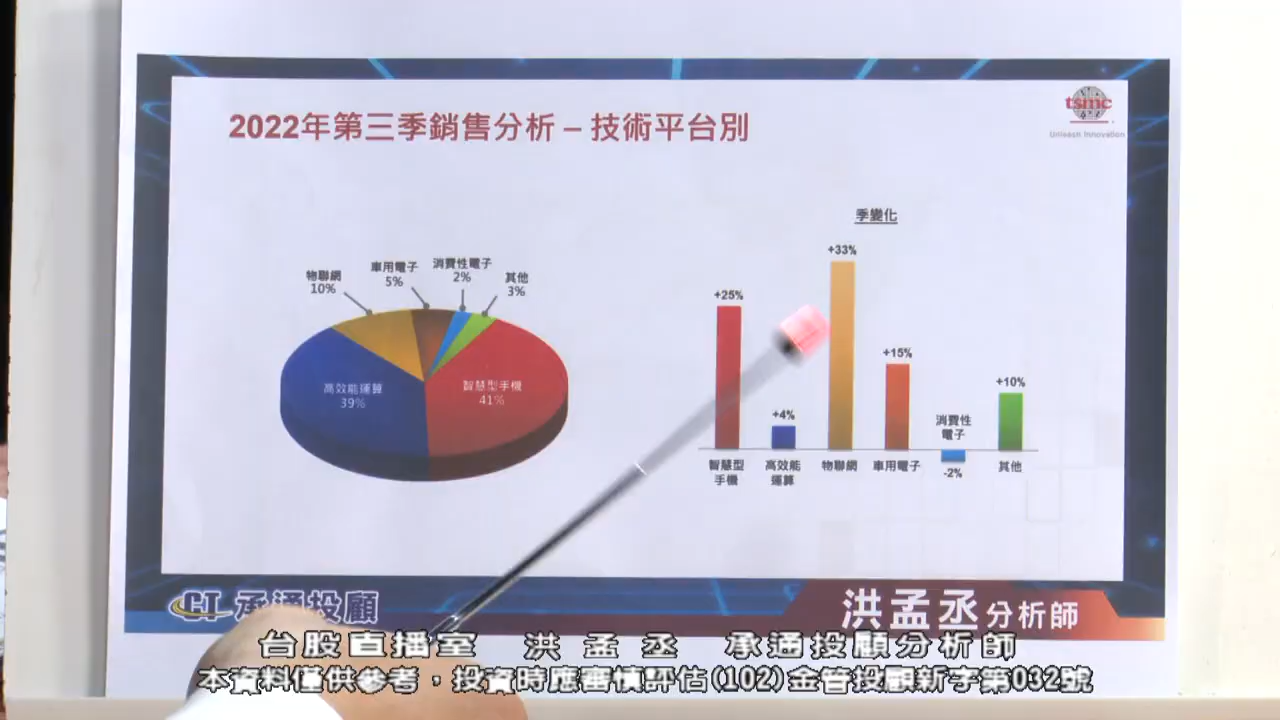 2022年第三季銷售分析 – 技術平台別
tsmc
Unleash Innovation
季變化
物聯網
10%
車用電子
5%
消費性電子
2%
其他
3%
高效能運算
39%
智慧型手機
41%
+25%
+4%
+33%
+15%
消費性
電子
-2%
+10%
智慧型
手機
高效能
運算
物聯網
車用電子
其他
CT 承通投顧
洪孟丞分析師
台股直播室 洪孟丞 承通投顧分析師
本資料僅供參考，投資時應審慎評估(102)金管投顧新字第032號